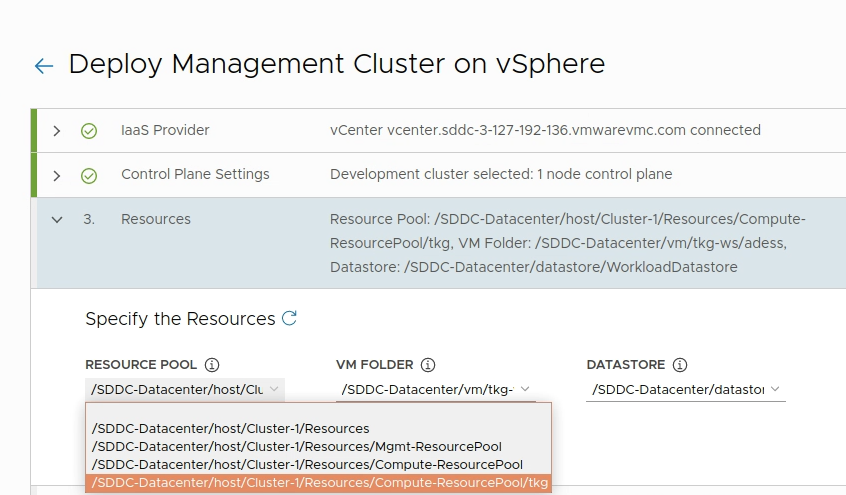 Deploy Management Cluster on vSphere
IaaS Provider
vCenter vcenter.sddc-3-127-192-136.vmwarevmc.com connected
Control Plane Settings
Development cluster selected: 1 node control plane
3.
Resources
Resource Pool: /SDDC-Datacenter/host/Cluster-1/Resources/Compute-
ResourcePool/tkg, VM Folder: /SDDC-Datacenter/vm/tkg-ws/adess,
Datastore: /SDDC-Datacenter/datastore/WorkloadDatastore
Specify the Resources
RESOURCE POOL
VM FOLDER
DATASTORE
/SDDC-Datacenter/host/Clu
/SDDC-Datacenter/vm/tkg-
/SDDC-Datacenter/datastor
/SDDC-Datacenter/host/Cluster-1/Resources
/SDDC-Datacenter/host/Cluster-1/Resources/Mgmt-ResourcePool
/SDDC-Datacenter/host/Cluster-1/Resources/Compute-ResourcePool
/SDDC-Datacenter/host/Cluster-1/Resources/Compute-ResourcePool/tkg